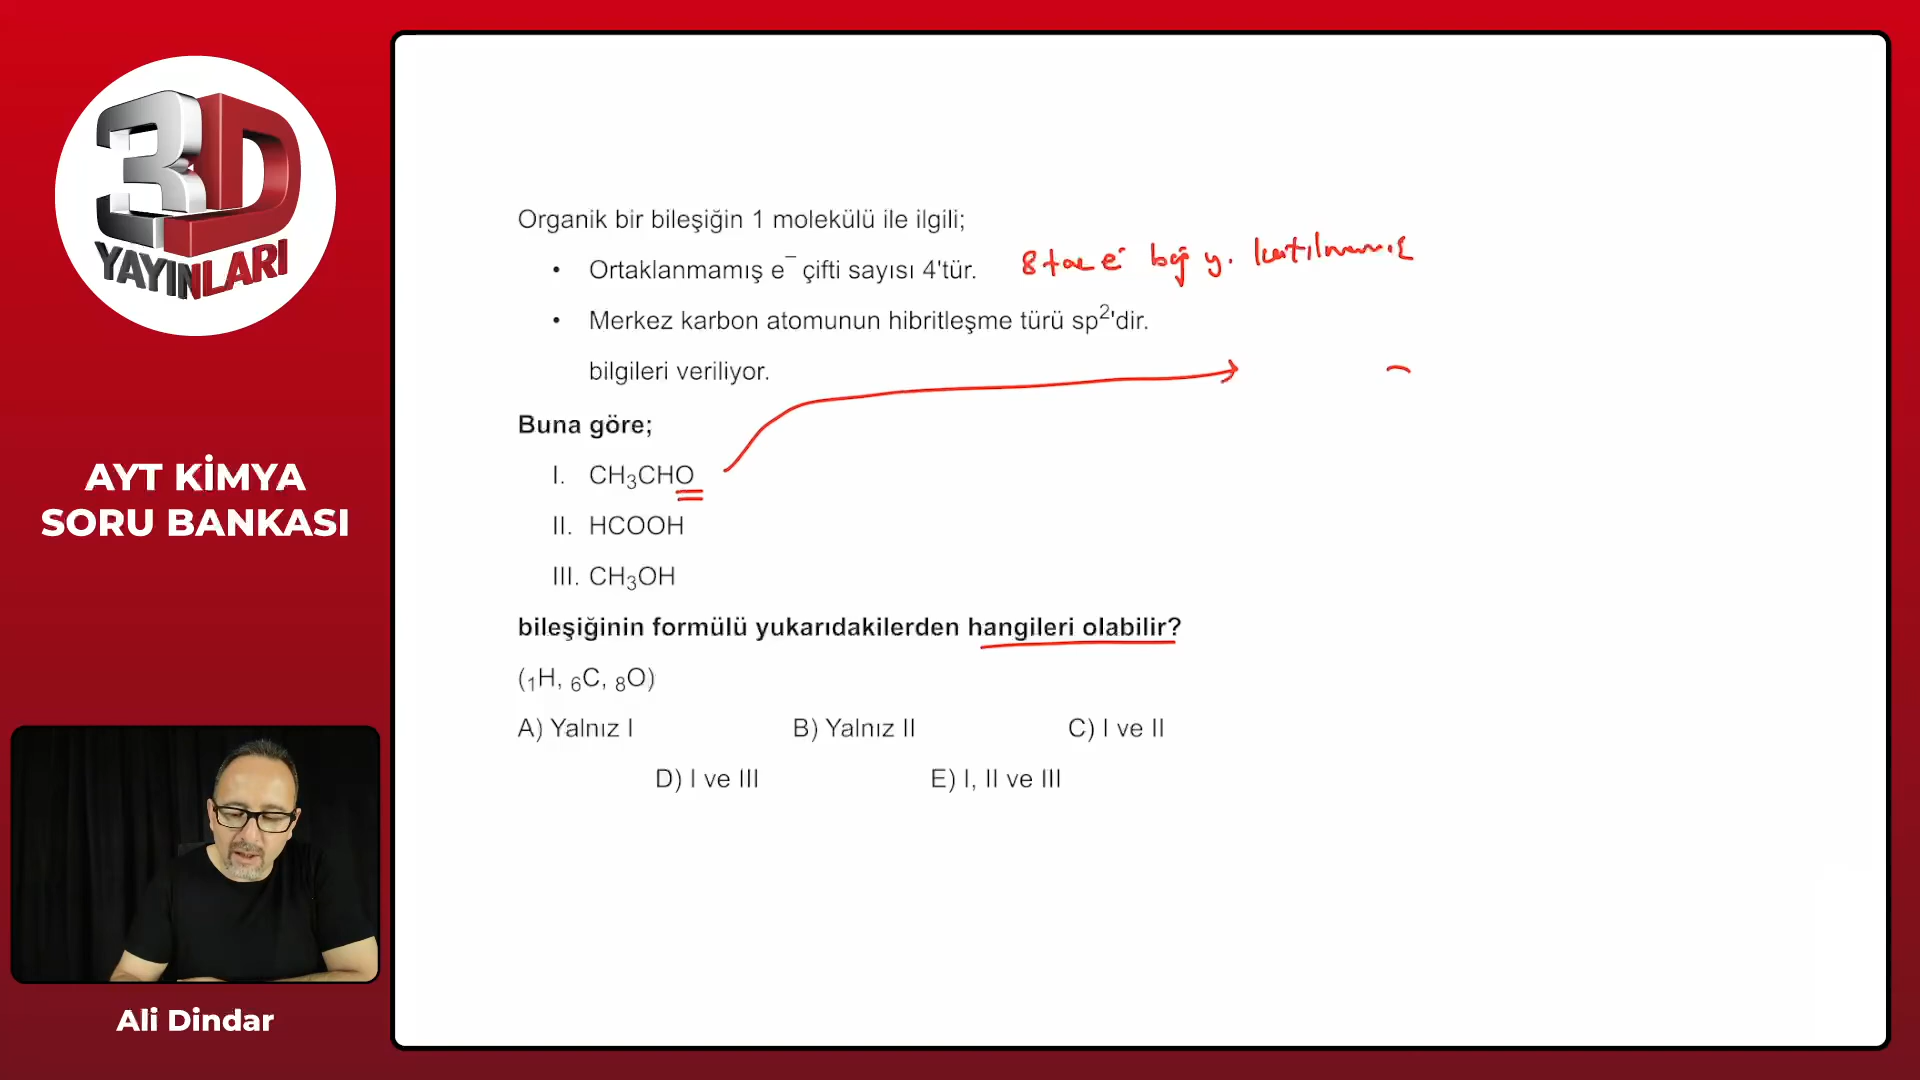 3D
YAYINLARI
AYT KİMYA
SORU BANKASI
Ali Dindar
Organik bir bileşiğin 1 molekülü ile ilgili;
• Ortaklanmamış e⁻ çifti sayısı 4'tür. 8 tane e⁻ bağ y. katılmamış
• Merkez karbon atomunun hibritleşme türü sp²'dir.
bilgileri veriliyor.
Buna göre;
I. CH₃CHO
II. HCOOH
III. CH₃OH
bileşiğinin formülü yukarıdakilerden hangileri olabilir?
(₁H, ₆C, ₈O)
A) Yalnız I B) Yalnız II C) I ve II
D) I ve III E) I, II ve III